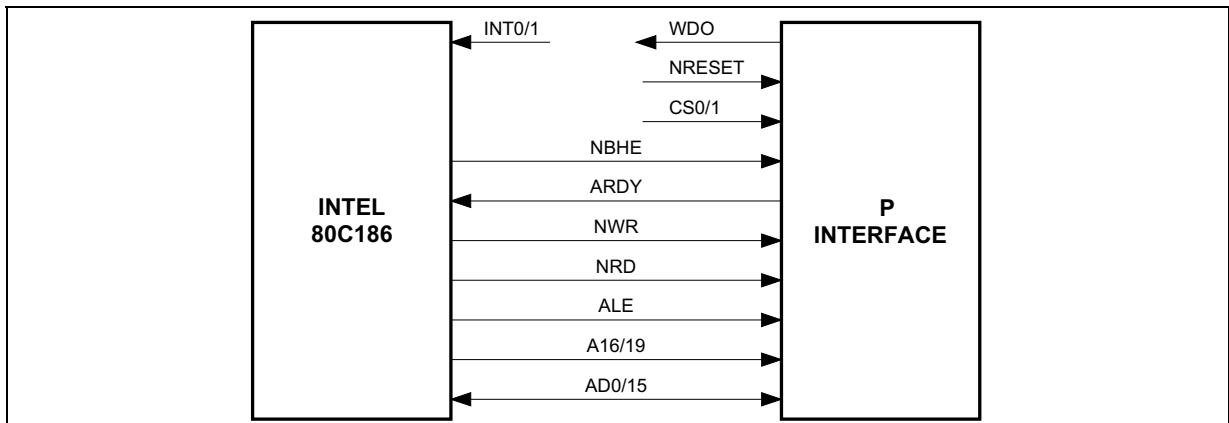 INT0/1
WDO
NRESET
CS0/1
NBHE
ARDY
INTEL
80C186
P
INTERFACE
NWR
NRD
ALE
A16/19
AD0/15